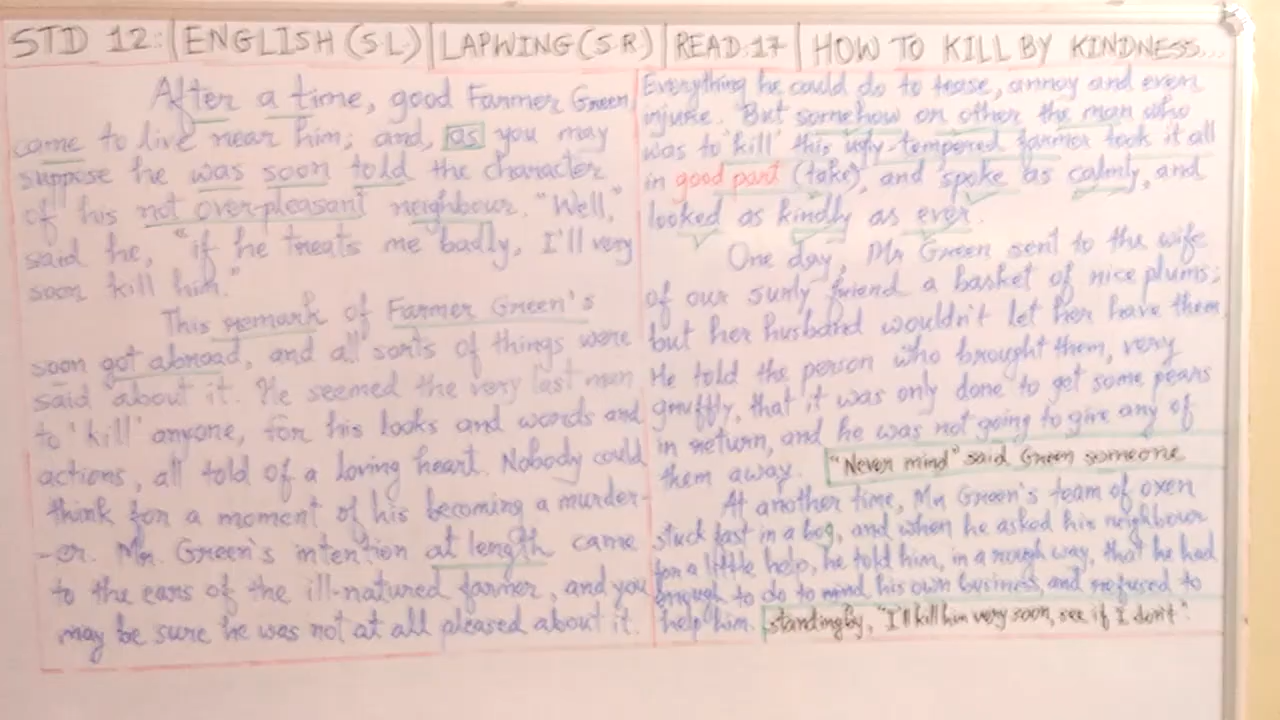 STD 12: | ENGLISH (S L) | LAPWING (S R) | READ: 17 | HOW TO KILL BY KINDNESS...
After a time, good Farmer Green,
came to live near him; and, as you may
suppose he was soon told the character
of his not over-pleasant neighbour. "Well,"
said he, "if he treats me badly, I'll very
soon kill him."
This remark of Farmer Green's
soon got abroad, and all sorts of things were
said about it. He seemed the very last man
to 'kill' anyone, for his looks and words and
actions, all told of a loving heart. Nobody could
think for a moment of his becoming a murder-
-er. Mr. Green's intention at length came
to the ears of the ill-natured farmer, and you
may be sure he was not at all pleased about it.
Everything he could do to tease, annoy and even
injure. But somehow or other the man who
was to 'kill' this ugly-tempered farmer took it all
in good part (take), and spoke as calmly, and
looked as kindly as ever.
One day, Mr Green sent to the wife
of our surly friend a basket of nice plums;
but her husband wouldn't let her have them.
He told the person who brought them, very
gruffly, that it was only done to get some pears
in return, and he was not going to give any of
them away. "Never mind" said Green someone
At another time, Mr Green's team of oxen
stuck fast in a bog, and when he asked his neighbour
for a little help, he told him, in a rough way, that he had
enough to do to mind his own business, and refused to
help him. standing by, "I'll kill him very soon, see if I don't".